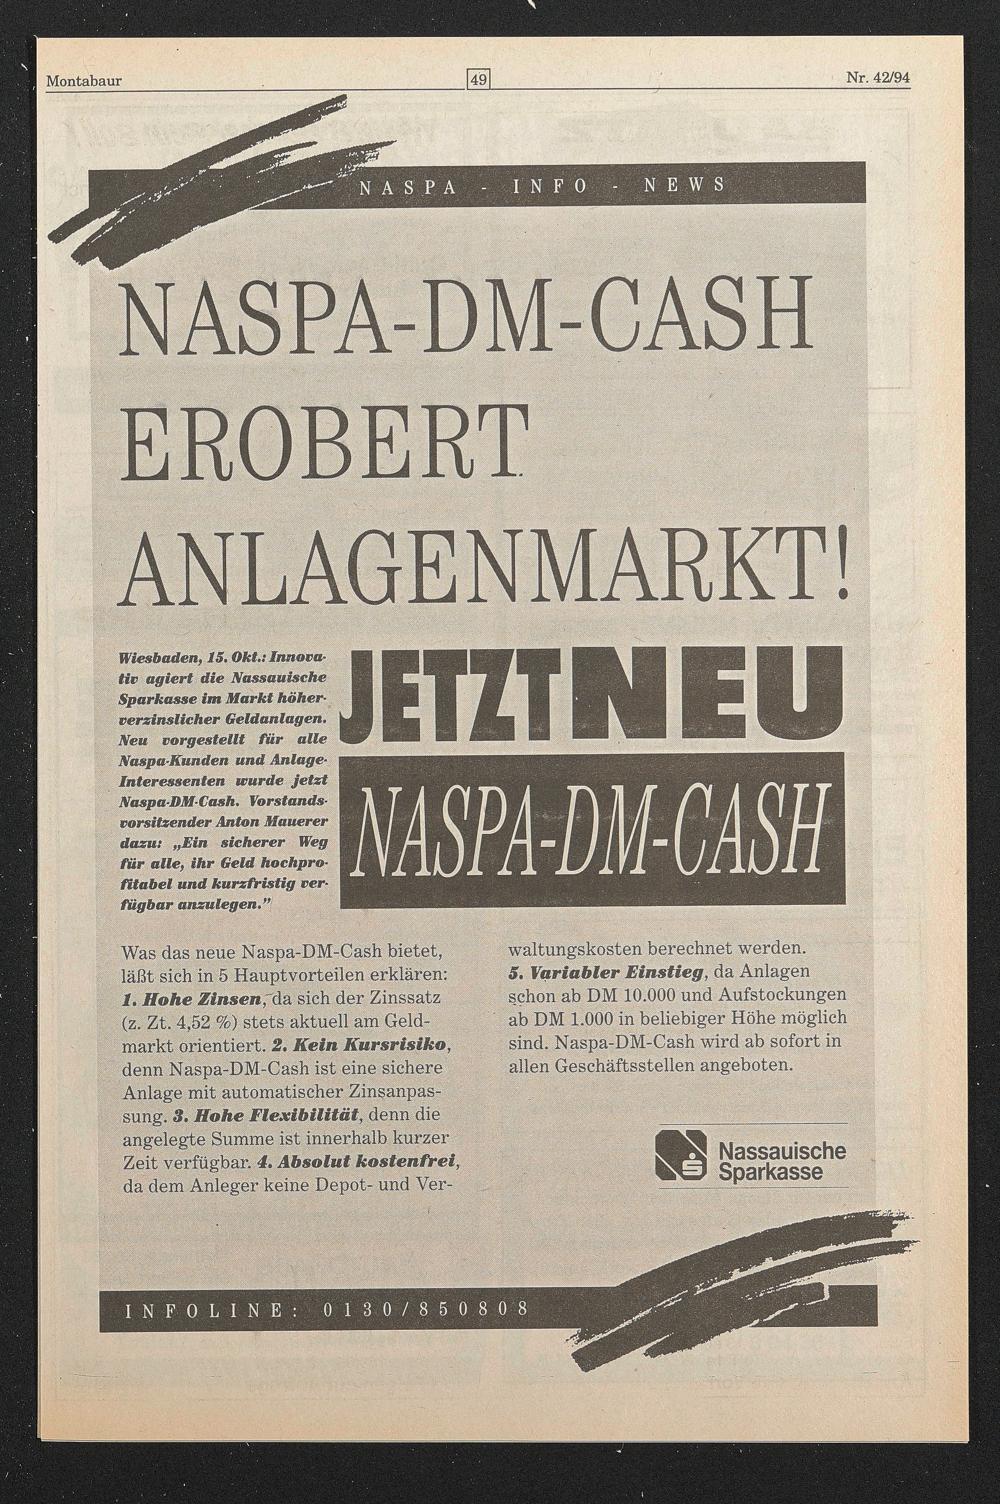 Montabaur
49
Nr. 42/94
NASPA - INFO - NEWS
NASPA-DM-CASH
EROBERT
ANLAGENMARKT!
Wiesbaden, 15. Okt.: Innova-
tiv agiert die Nassauische
Sparkasse im Markt höher-
verzinslicher Geldanlagen.
Neu vorgestellt für alle
Naspa-Kunden und Anlage-
Interessenten wurde jetzt
Naspa-DM-Cash. Vorstands-
vorsitzender Anton Mauerer
dazu: „Ein sicherer Weg
für alle, ihr Geld hochpro-
fitabel und kurzfristig ver-
fügbar anzulegen.”
JETZT NEU
NASPA-DM-CASH
Was das neue Naspa-DM-Cash bietet,
läßt sich in 5 Hauptvorteilen erklären:
1. Hohe Zinsen, da sich der Zinssatz
(z. Zt. 4,52 %) stets aktuell am Geld-
markt orientiert. 2. Kein Kursrisiko,
denn Naspa-DM-Cash ist eine sichere
Anlage mit automatischer Zinsanpas-
sung. 3. Hohe Flexibilität, denn die
angelegte Summe ist innerhalb kurzer
Zeit verfügbar. 4. Absolut kostenfrei,
da dem Anleger keine Depot- und Ver-
waltungskosten berechnet werden.
5. Variabler Einstieg, da Anlagen
schon ab DM 10.000 und Aufstockungen
ab DM 1.000 in beliebiger Höhe möglich
sind. Naspa-DM-Cash wird ab sofort in
allen Geschäftsstellen angeboten.
Nassauische
Sparkasse
INFOLINE: 0130/850808